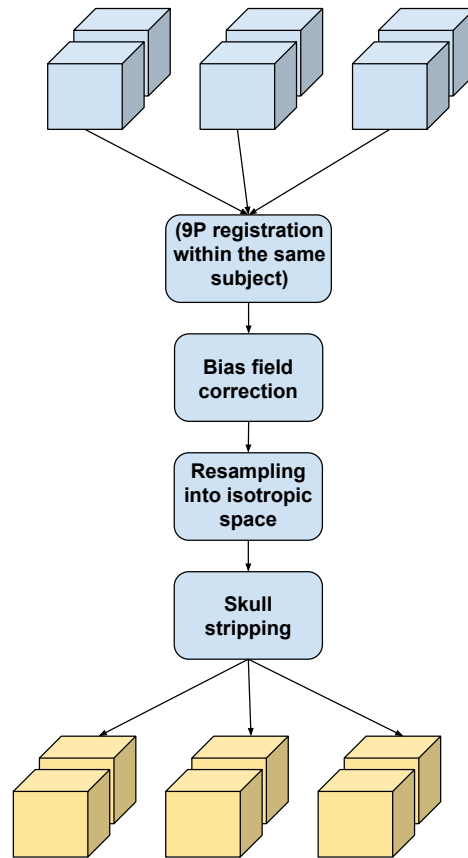 (9P registration
within the same
subject)
Bias field
correction
Resampling
into isotropic
space
Skull
stripping